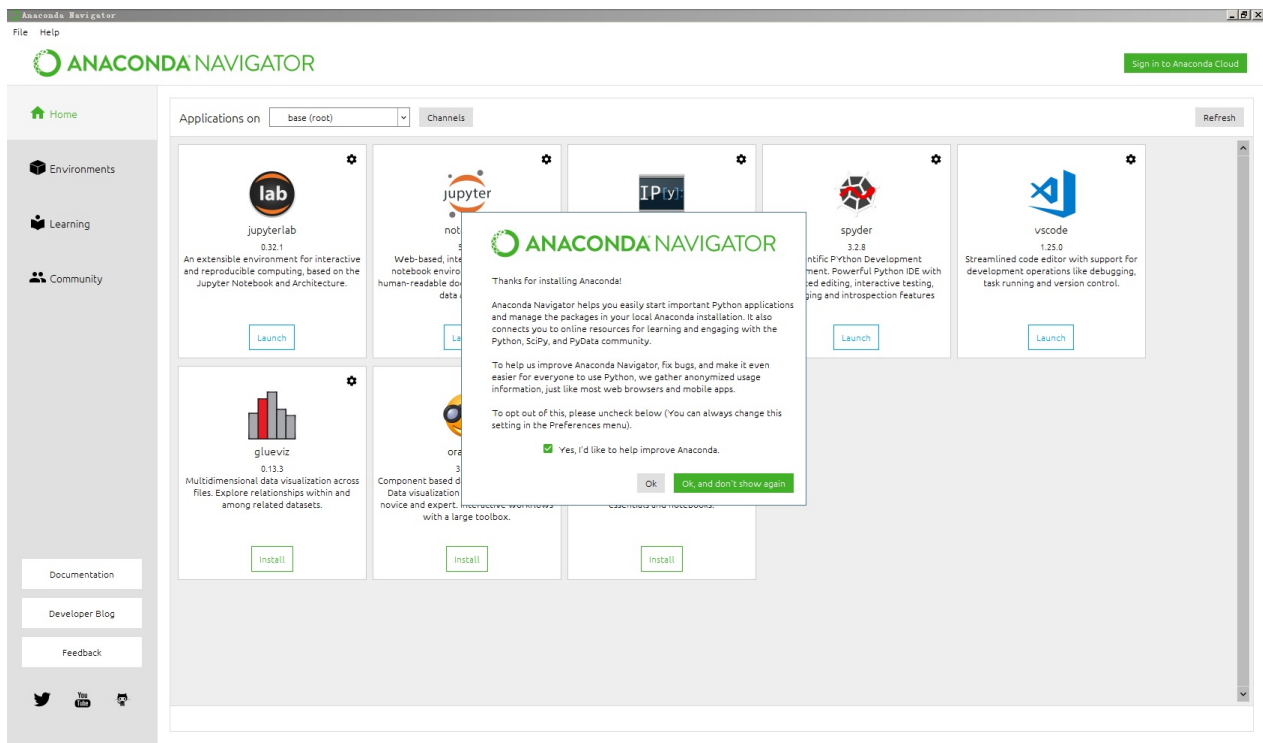 Anaconda Navigator
File Help
ANACONDA NAVIGATOR
Sign in to Anaconda Cloud
Home
Environments
Learning
Community
Documentation
Developer Blog
Feedback
You
Tube
Applications on base (root) Channels
Refresh
lab
jupyterlab
0.32.1
An extensible environment for interactive
and reproducible computing, based on the
Jupyter Notebook and Architecture.
Launch
jupyter
Web-based,
notebook
human-readable
data
IP[y]:
spyder
3.2.8
Python Development
Powerful Python IDE with
editing, interactive testing,
and introspection features
Launch
vscode
1.25.0
Streamlined code editor with support for
development operations like debugging,
task running and version control.
Launch
glueviz
0.13.3
Multidimensional data visualization across
files. Explore relationships within and
among related datasets.
Install
Component based
Data visualization
novice and expert. Interactive workflows
with a large toolbox.
Install
essentials and notebooks.
Install
ANACONDA NAVIGATOR
Thanks for installing Anaconda!
Anaconda Navigator helps you easily start important Python applications
and manage the packages in your local Anaconda installation. It also
connects you to online resources for learning and engaging with the
Python, SciPy, and PyData community.
To help us improve Anaconda Navigator, fix bugs, and make it even
easier for everyone to use Python, we gather anonymized usage
information, just like most web browsers and mobile apps.
To opt out of this, please uncheck below (You can always change this
setting in the Preferences menu).
Yes, I'd like to help improve Anaconda.
Ok
Ok, and don't show again